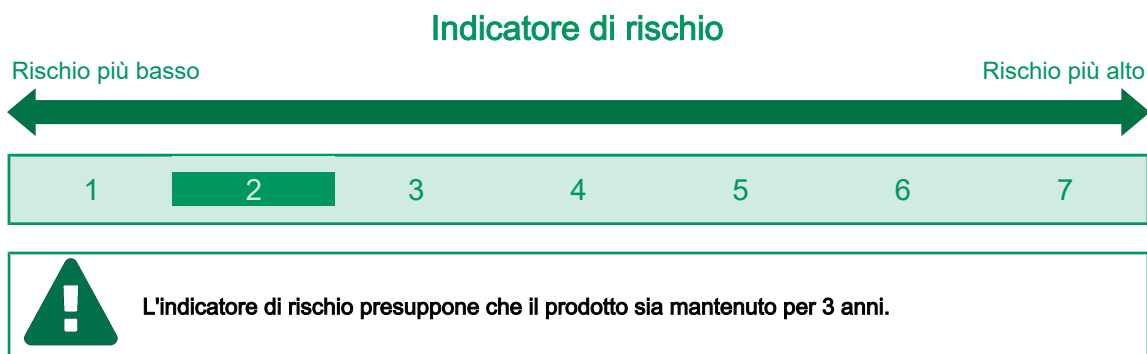 Indicatore di rischio
Rischio più basso Rischio più alto
1 2 3 4 5 6 7
L'indicatore di rischio presuppone che il prodotto sia mantenuto per 3 anni.